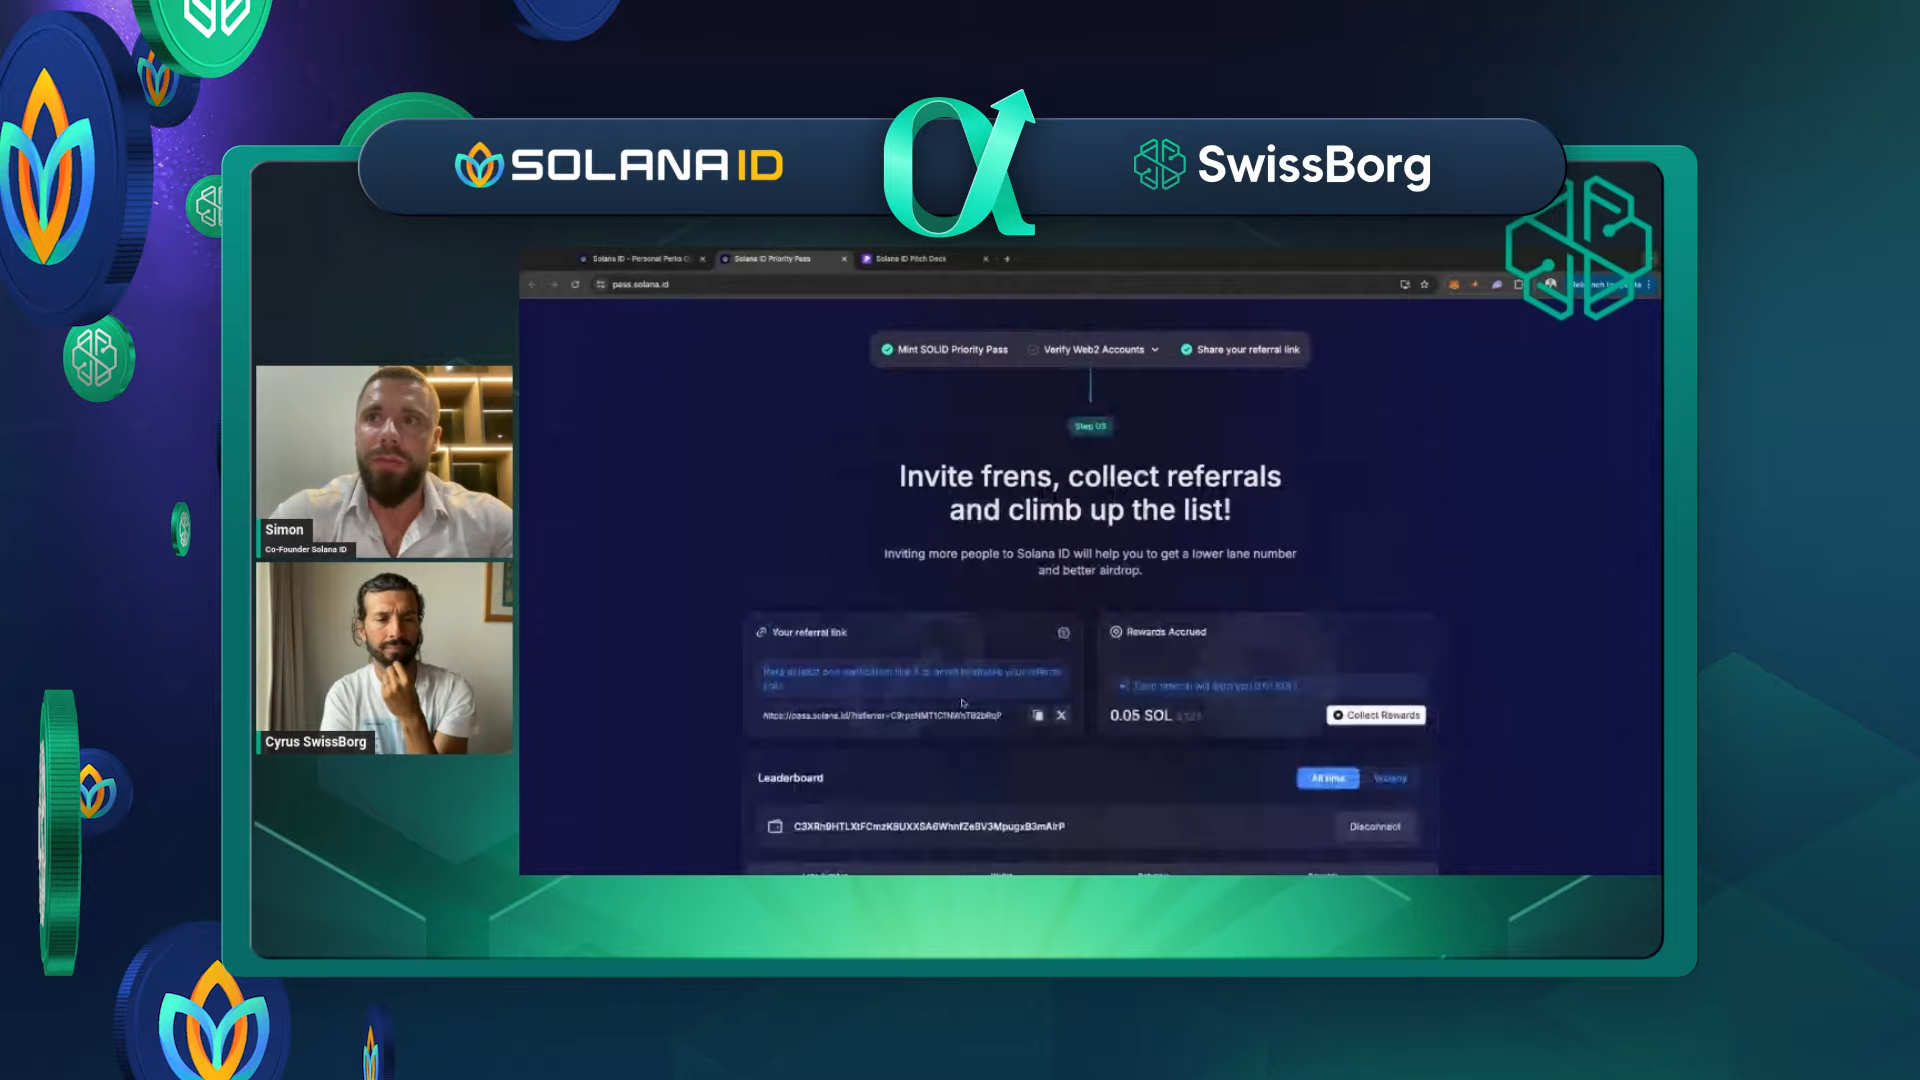 SOLANA ID
SwissBorg
Solana ID - Personal Perks
Solana ID Priority Pass
Solana ID Pitch Deck
pass.solana.id
Mint SOLID Priority Pass
Verify Web2 Accounts
Share your referral link
Step 03
Invite frens, collect referrals
and climb up the list!
Inviting more people to Solana ID will help you to get a lower lane number
and better airdrop.
Your referral link
Rewards Accrued
0.05 SOL
Collect Rewards
Leaderboard
All time
Disconnect
Simon
Co-Founder Solana ID
Cyrus SwissBorg